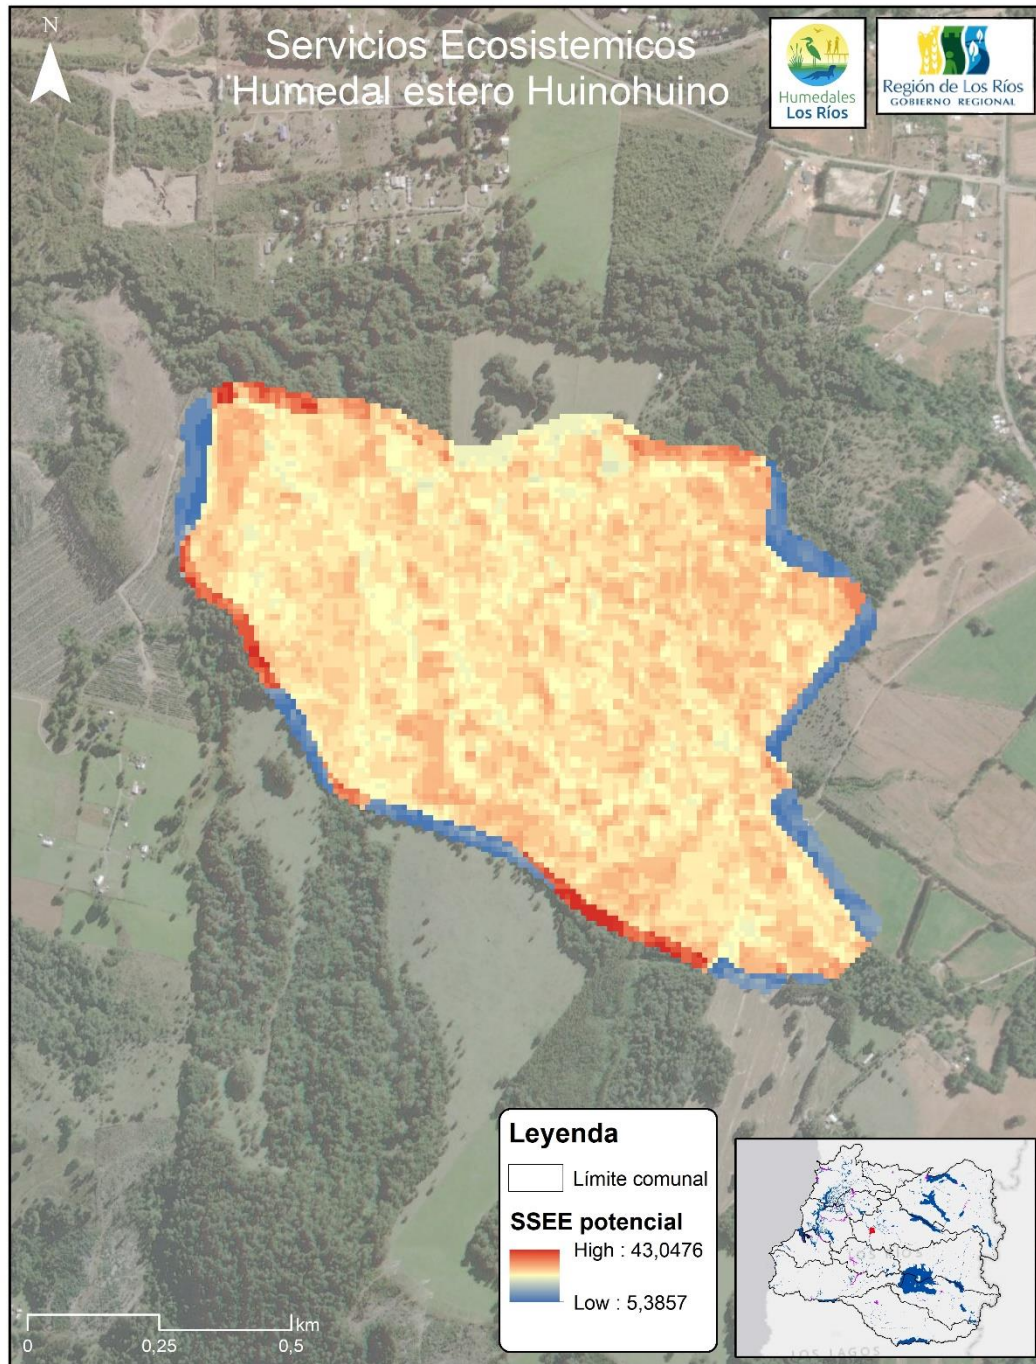 N
Servicios Ecosistemicos
Humedal estero Huinohuino
Humedales
Los Ríos
Región de Los Ríos
GOBIERNO REGIONAL
Leyenda
Límite comunal
SSEE potencial
High : 43,0476
Low : 5,3857
km
0
0,25
0,5
LOS LAGOS